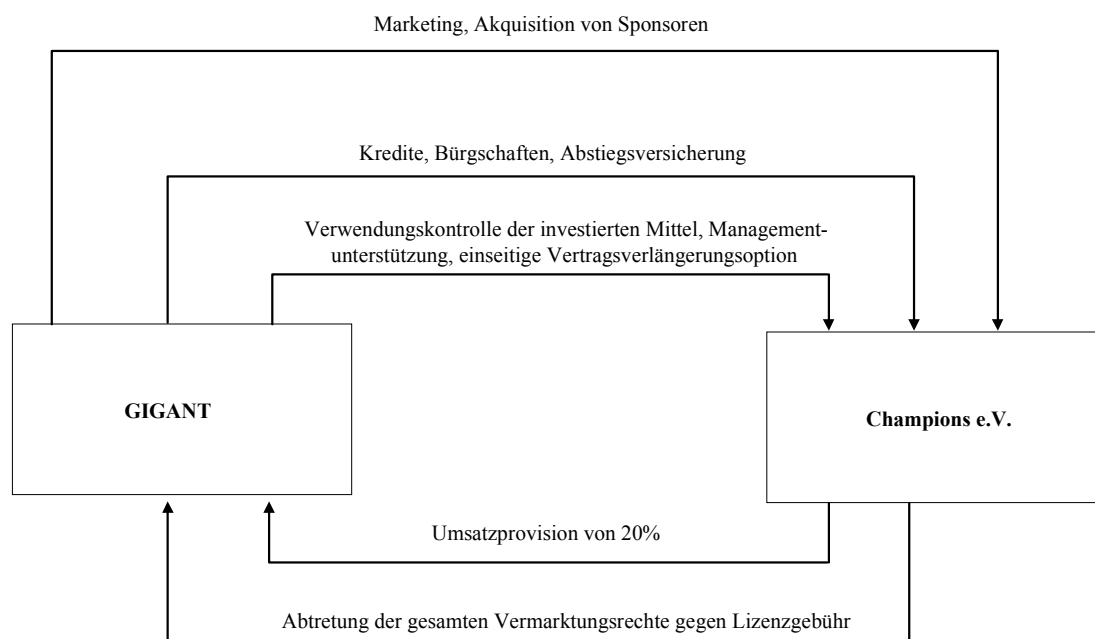 Marketing, Akquisition von Sponsoren
Kredite, Bürgschaften, Abstiegsversicherung
Verwendungskontrolle der investierten Mittel, Management-
unterstützung, einseitige Vertragsverlängerungsoption
GIGANT
Champions e.V.
Umsatzprovision von 20%
Abtretung der gesamten Vermarktungsrechte gegen Lizenzgebühr